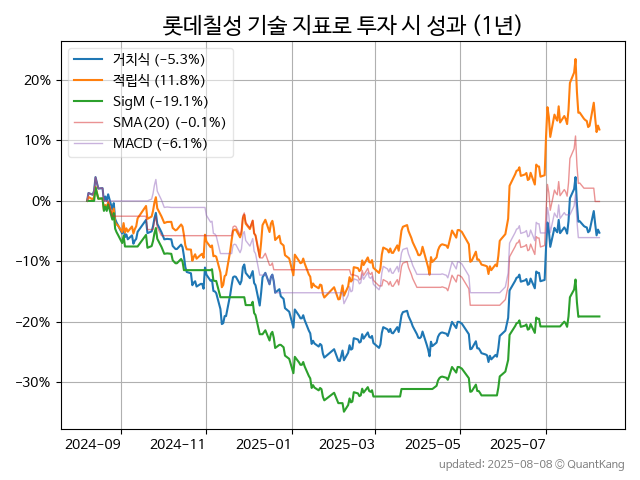 롯데칠성 기술 지표로 투자 시 성과 (1년)
거치식 (−5.3%)
적립식 (11.8%)
SigM (−19.1%)
SMA(20) (−0.1%)
MACD (−6.1%)
20%
10%
0%
−10%
−20%
−30%
2024-09 2024-11 2025-01 2025-03 2025-05 2025-07
updated: 2025-08-08 © QuantKang